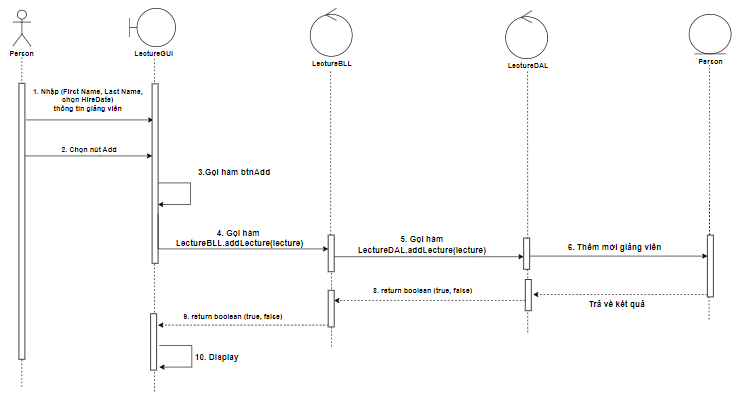 Person
LectureGUI
LectureBLL
LectureDAL
Person
1. Nhập (First Name, Last Name,
chọn HireDate)
thông tin giảng viên
2. Chọn nút Add
3.Gọi hàm btnAdd
4. Gọi hàm
LectureBLL.addLecture(lecture)
5. Gọi hàm
LectureDAL.addLecture(lecture)
6. Thêm mới giảng viên
Trả về kết quả
8. return boolean (true, false)
9. return boolean (true, false)
10. Display